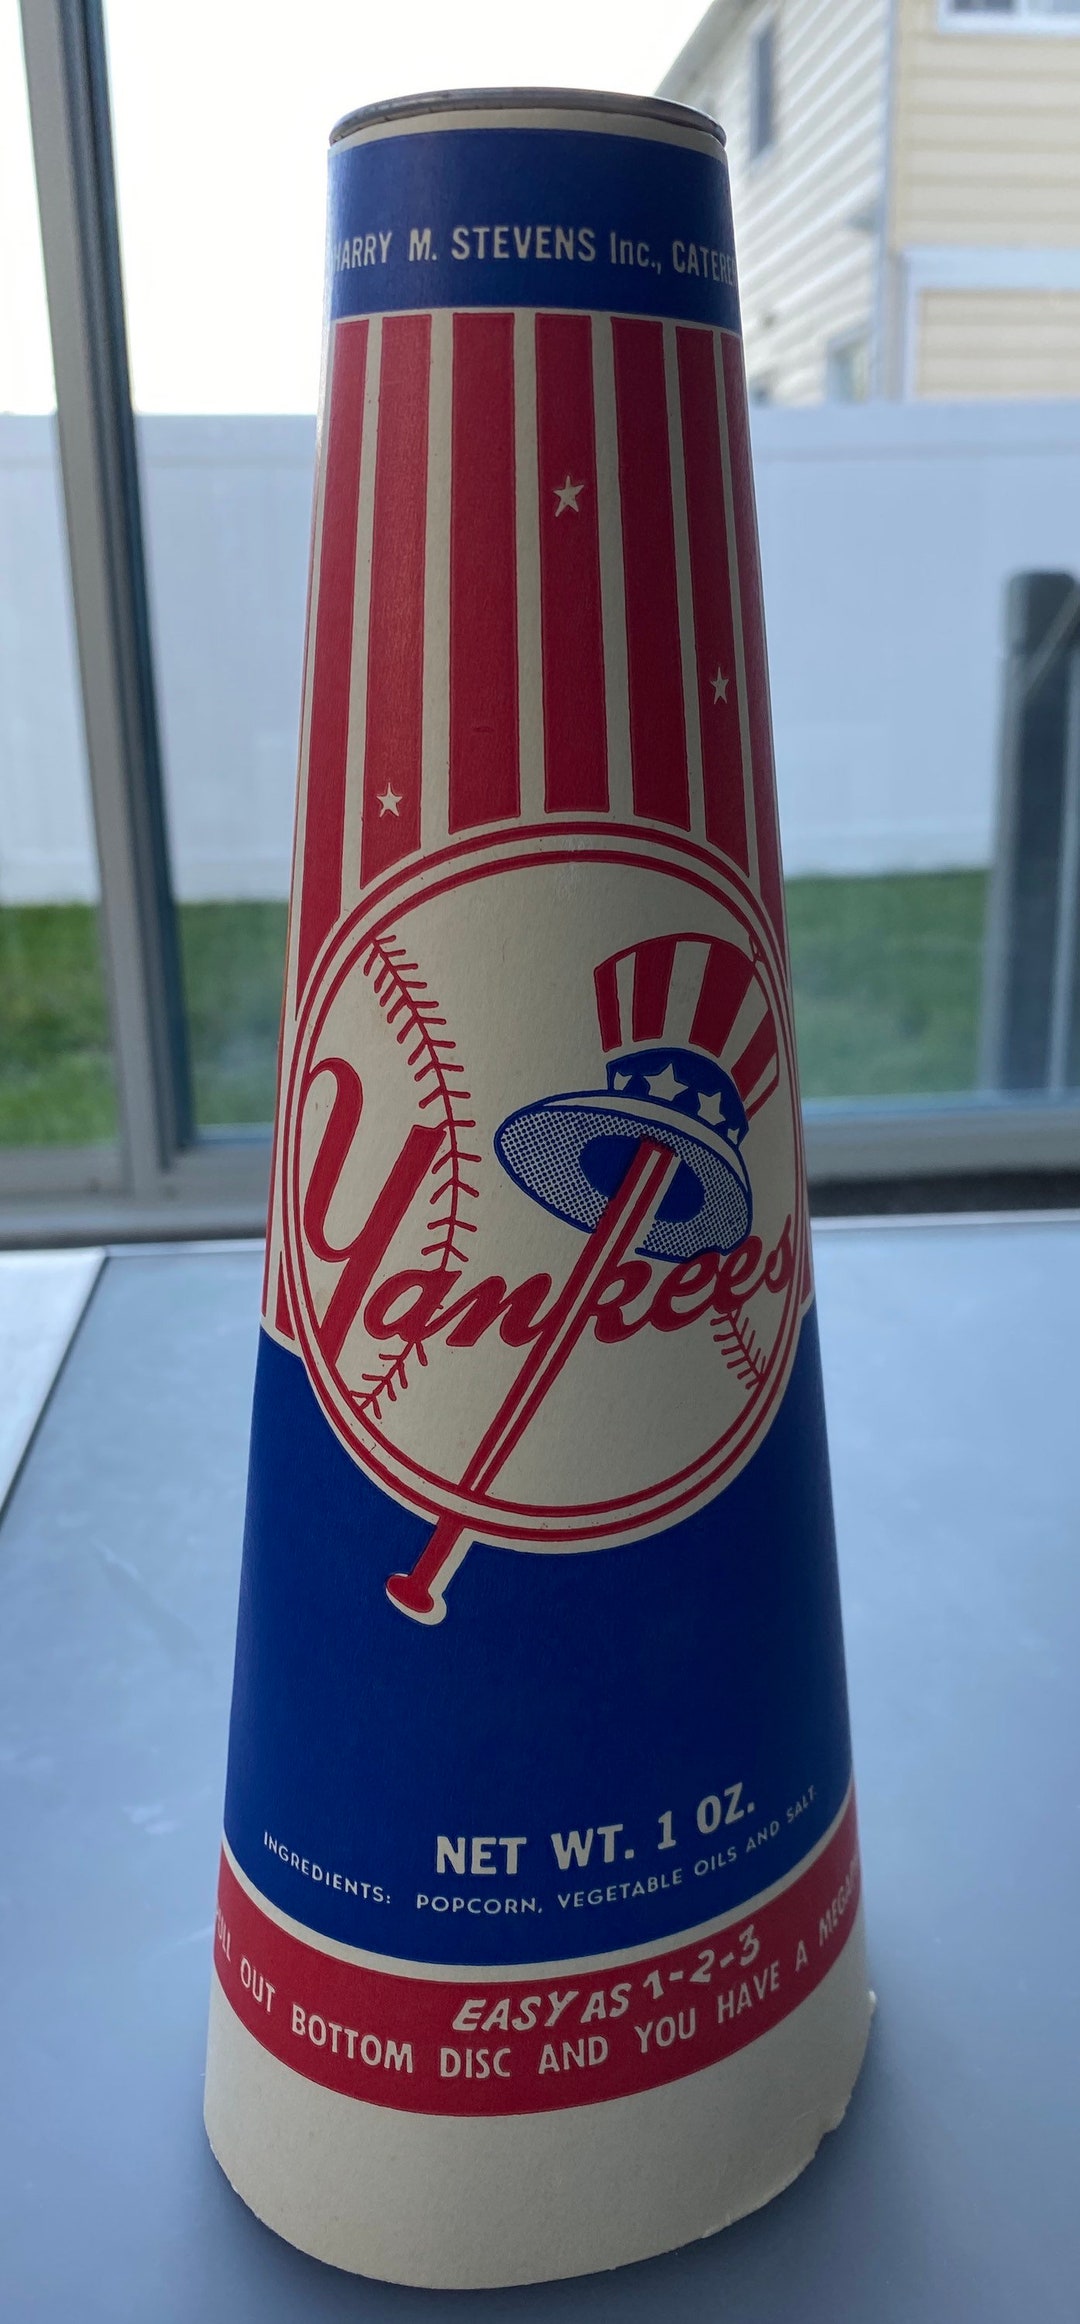 HARRY M. STEVENS Inc.,
Yankees
NET WT. 1 OZ.
INGREDIENTS: POPCORN, VEGETABLE OILS AND SALT
EASY AS 1-2-3
OUT BOTTOM DISC AND YOU HAVE A